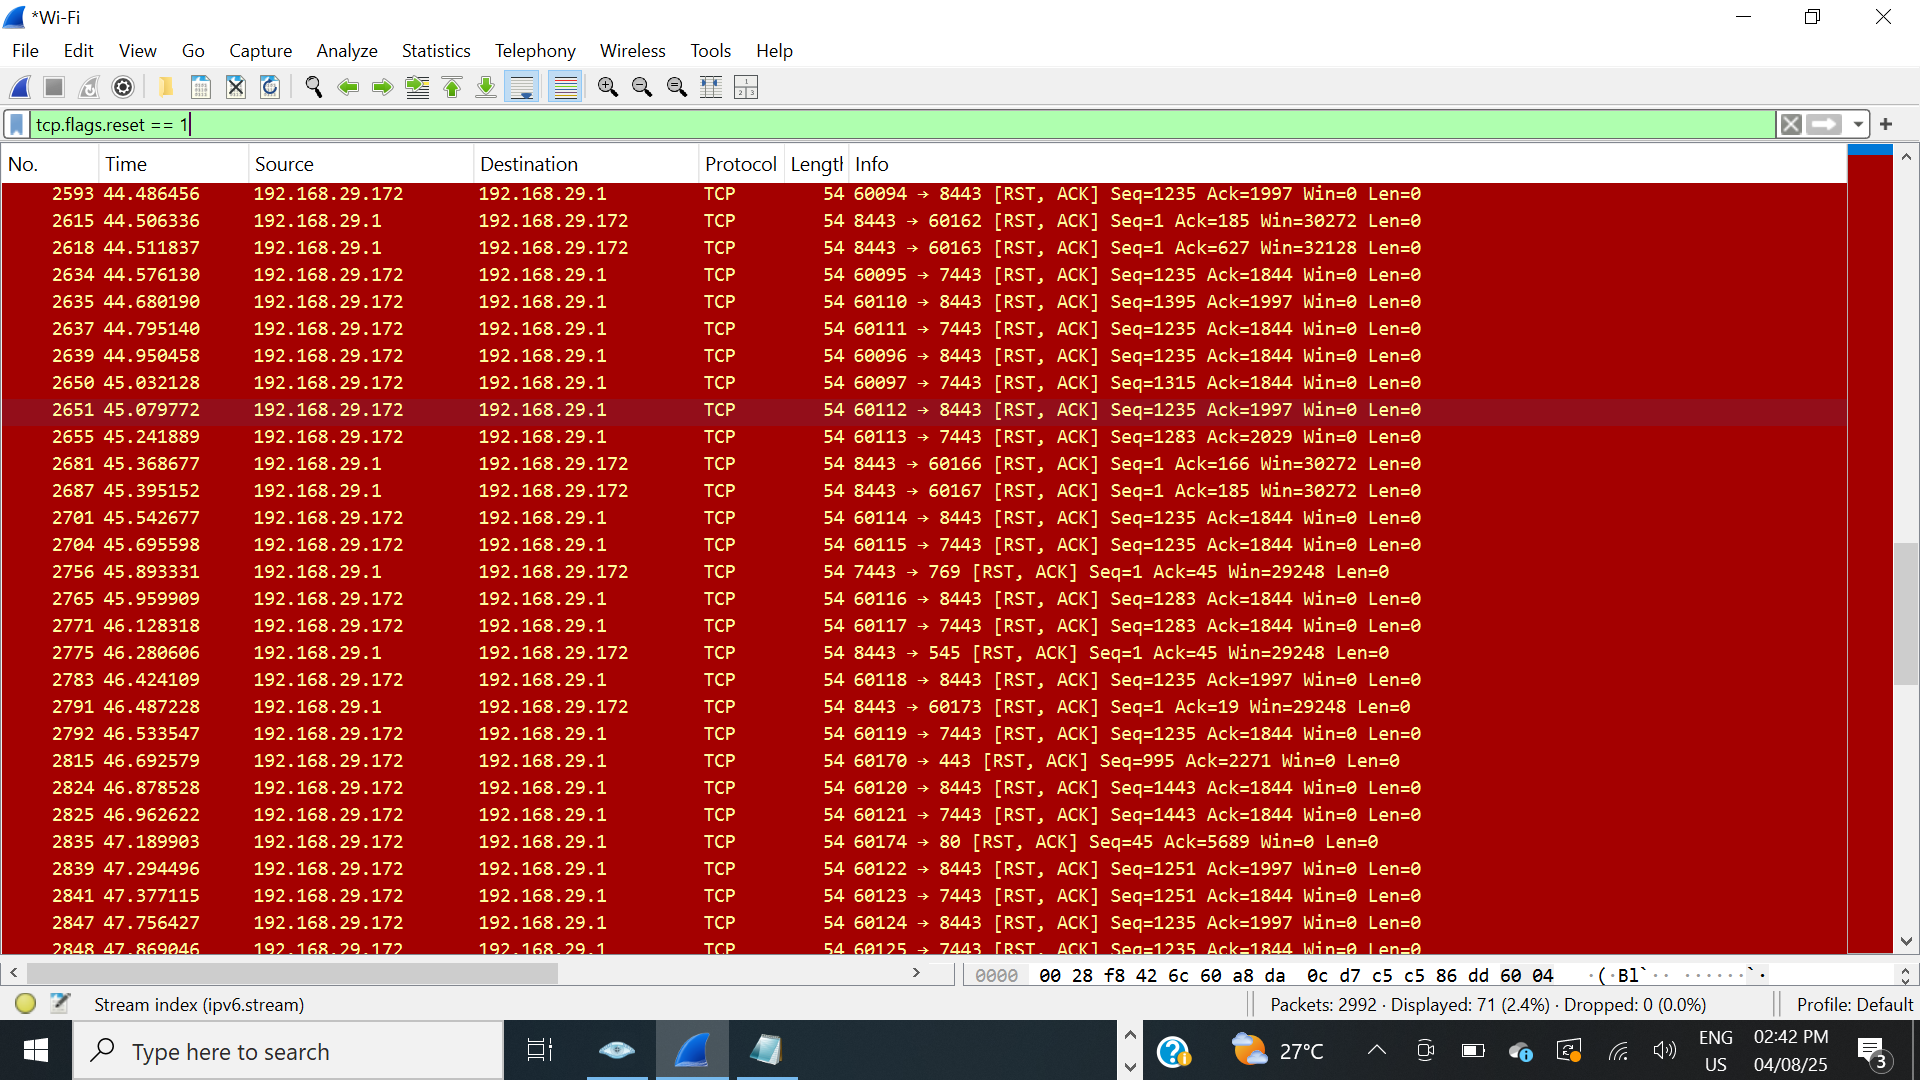 *Wi-Fi
File Edit View Go Capture Analyze Statistics Telephony Wireless Tools Help
tcp.flags.reset == 1
No. Time Source Destination Protocol Length Info
2593 44.486456 192.168.29.172 192.168.29.1 TCP 54 60094 → 8443 [RST, ACK] Seq=1235 Ack=1997 Win=0 Len=0
2615 44.506336 192.168.29.1 192.168.29.172 TCP 54 8443 → 60162 [RST, ACK] Seq=1 Ack=185 Win=30272 Len=0
2618 44.511837 192.168.29.1 192.168.29.172 TCP 54 8443 → 60163 [RST, ACK] Seq=1 Ack=627 Win=32128 Len=0
2634 44.576130 192.168.29.172 192.168.29.1 TCP 54 60095 → 7443 [RST, ACK] Seq=1235 Ack=1844 Win=0 Len=0
2635 44.680190 192.168.29.172 192.168.29.1 TCP 54 60110 → 8443 [RST, ACK] Seq=1395 Ack=1997 Win=0 Len=0
2637 44.795140 192.168.29.172 192.168.29.1 TCP 54 60111 → 7443 [RST, ACK] Seq=1235 Ack=1844 Win=0 Len=0
2639 44.950458 192.168.29.172 192.168.29.1 TCP 54 60096 → 8443 [RST, ACK] Seq=1235 Ack=1844 Win=0 Len=0
2650 45.032128 192.168.29.172 192.168.29.1 TCP 54 60097 → 7443 [RST, ACK] Seq=1315 Ack=1844 Win=0 Len=0
2651 45.079772 192.168.29.172 192.168.29.1 TCP 54 60112 → 8443 [RST, ACK] Seq=1235 Ack=1997 Win=0 Len=0
2655 45.241889 192.168.29.172 192.168.29.1 TCP 54 60113 → 7443 [RST, ACK] Seq=1283 Ack=2029 Win=0 Len=0
2681 45.368677 192.168.29.1 192.168.29.172 TCP 54 8443 → 60166 [RST, ACK] Seq=1 Ack=166 Win=30272 Len=0
2687 45.395152 192.168.29.1 192.168.29.172 TCP 54 8443 → 60167 [RST, ACK] Seq=1 Ack=185 Win=30272 Len=0
2701 45.542677 192.168.29.172 192.168.29.1 TCP 54 60114 → 8443 [RST, ACK] Seq=1235 Ack=1844 Win=0 Len=0
2704 45.695598 192.168.29.172 192.168.29.1 TCP 54 60115 → 7443 [RST, ACK] Seq=1235 Ack=1844 Win=0 Len=0
2756 45.893331 192.168.29.1 192.168.29.172 TCP 54 7443 → 769 [RST, ACK] Seq=1 Ack=45 Win=29248 Len=0
2765 45.959909 192.168.29.172 192.168.29.1 TCP 54 60116 → 8443 [RST, ACK] Seq=1283 Ack=1844 Win=0 Len=0
2771 46.128318 192.168.29.172 192.168.29.1 TCP 54 60117 → 7443 [RST, ACK] Seq=1283 Ack=1844 Win=0 Len=0
2775 46.280606 192.168.29.1 192.168.29.172 TCP 54 8443 → 545 [RST, ACK] Seq=1 Ack=45 Win=29248 Len=0
2783 46.424109 192.168.29.172 192.168.29.1 TCP 54 60118 → 8443 [RST, ACK] Seq=1235 Ack=1997 Win=0 Len=0
2791 46.487228 192.168.29.1 192.168.29.172 TCP 54 8443 → 60173 [RST, ACK] Seq=1 Ack=19 Win=29248 Len=0
2792 46.533547 192.168.29.172 192.168.29.1 TCP 54 60119 → 7443 [RST, ACK] Seq=1235 Ack=1844 Win=0 Len=0
2815 46.692579 192.168.29.172 192.168.29.1 TCP 54 60170 → 443 [RST, ACK] Seq=995 Ack=2271 Win=0 Len=0
2824 46.878528 192.168.29.172 192.168.29.1 TCP 54 60120 → 8443 [RST, ACK] Seq=1443 Ack=1844 Win=0 Len=0
2825 46.962622 192.168.29.172 192.168.29.1 TCP 54 60121 → 7443 [RST, ACK] Seq=1443 Ack=1844 Win=0 Len=0
2835 47.189903 192.168.29.172 192.168.29.1 TCP 54 60174 → 80 [RST, ACK] Seq=45 Ack=5689 Win=0 Len=0
2839 47.294496 192.168.29.172 192.168.29.1 TCP 54 60122 → 8443 [RST, ACK] Seq=1251 Ack=1997 Win=0 Len=0
2841 47.377115 192.168.29.172 192.168.29.1 TCP 54 60123 → 7443 [RST, ACK] Seq=1251 Ack=1844 Win=0 Len=0
2847 47.756427 192.168.29.172 192.168.29.1 TCP 54 60124 → 8443 [RST, ACK] Seq=1235 Ack=1997 Win=0 Len=0
2848 47.869046 192.168.29.172 192.168.29.1 TCP 54 60125 → 7443 [RST, ACK] Seq=1235 Ack=1844 Win=0 Len=0
0000 00 28 f8 42 6c 60 a8 da 0c d7 c5 c5 86 dd 60 04 ·(·Bl`·· ······`·
Stream index (ipv6.stream) Packets: 2992 · Displayed: 71 (2.4%) · Dropped: 0 (0.0%) Profile: Default
Type here to search
27°C
ENG
US
02:42 PM
04/08/25
3